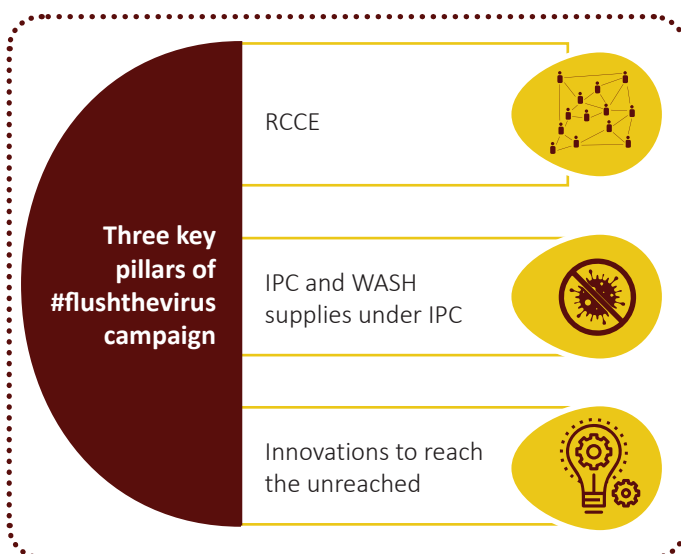 Three key
pillars of
#flushthevirus
campaign
RCCE
IPC and WASH
supplies under IPC
Innovations to reach
the unreached